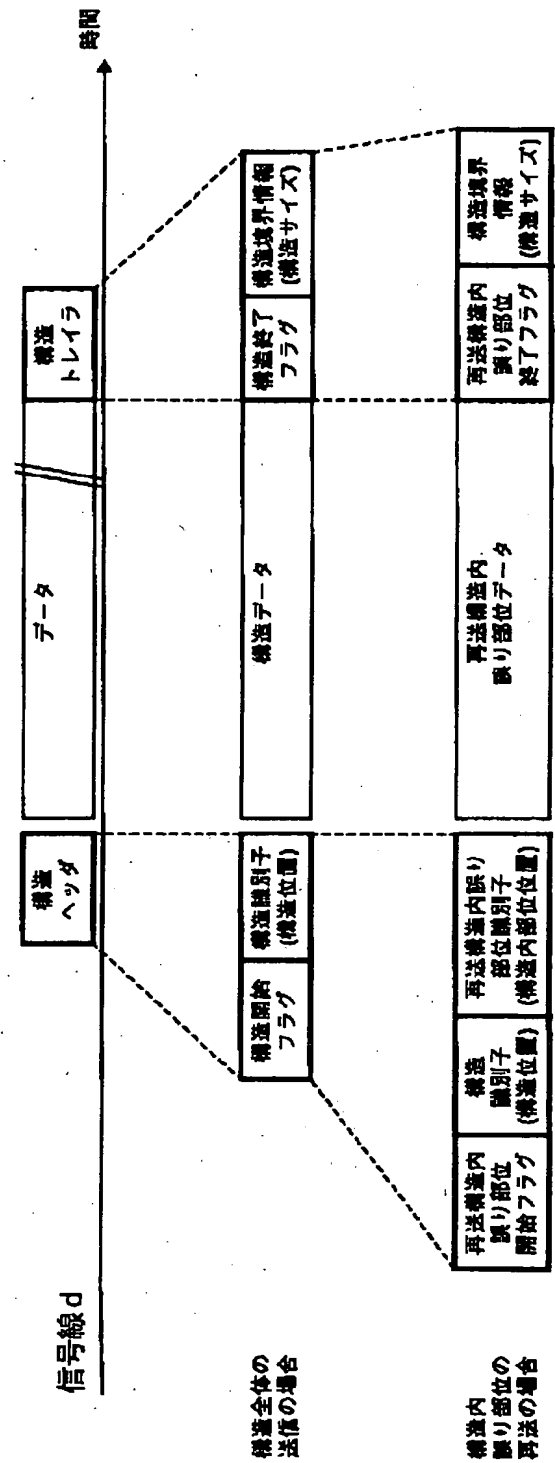 信号線d
時間
構造
ヘッダ
データ
構造
トレイラ
構造全体の
送信の場合
構造開始
フラグ
構造識別子
(構造位置)
構造データ
構造終了
フラグ
構造境界情報
(構造サイズ)
構造内
誤り部位の
再送の場合
再送構造内
誤り部位
開始フラグ
構造
識別子
(構造位置)
再送構造内誤り
部位識別子
(構造内部位位置)
再送構造内
誤り部位データ
再送構造内
誤り部位
終了フラグ
構造境界
情報
(構造サイズ)